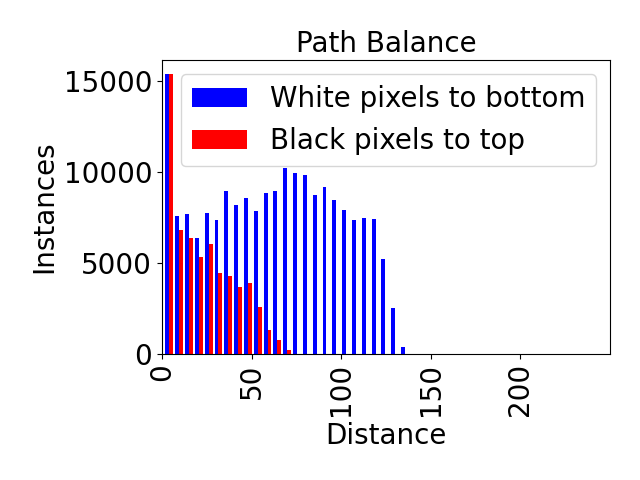 Path Balance
White pixels to bottom
Black pixels to top
Instances
15000
10000
5000
0
0
50
100
150
200
Distance